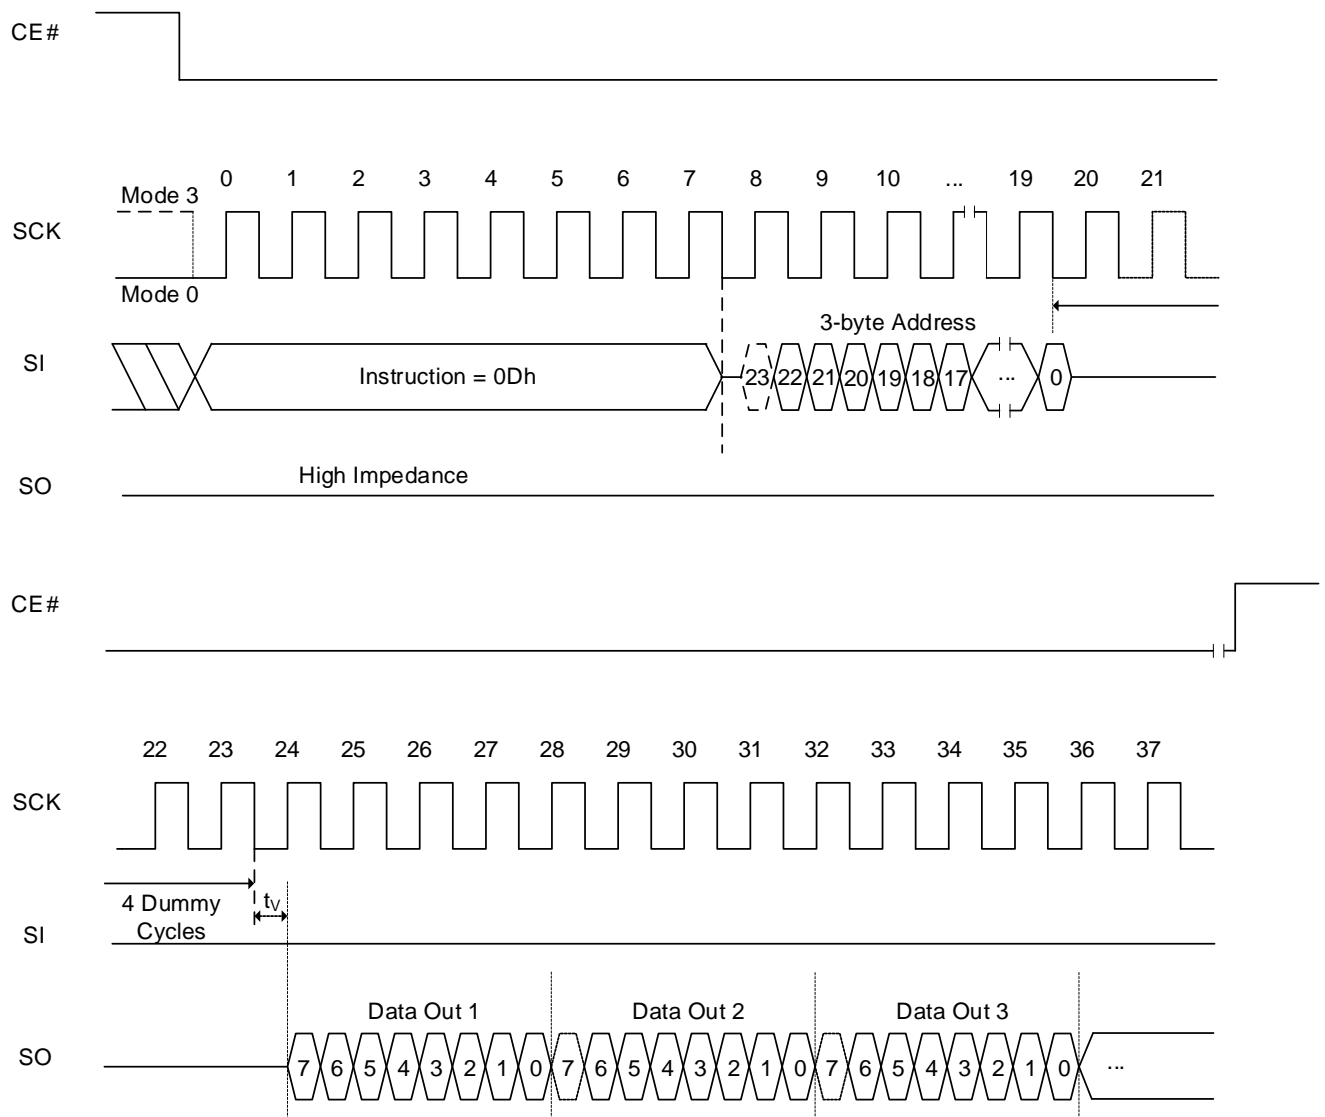 CE#
0 1 2 3 4 5 6 7 8 9 10 ... 19 20 21
Mode 3
SCK
Mode 0
3-byte Address
SI
Instruction = 0Dh
23 22 21 20 19 18 17 ... 0
High Impedance
SO
CE#
22 23 24 25 26 27 28 29 30 31 32 33 34 35 36 37
SCK
4 Dummy
Cycles
tV
SI
Data Out 1 Data Out 2 Data Out 3
SO
7 6 5 4 3 2 1 0 7 6 5 4 3 2 1 0 7 6 5 4 3 2 1 0 ...